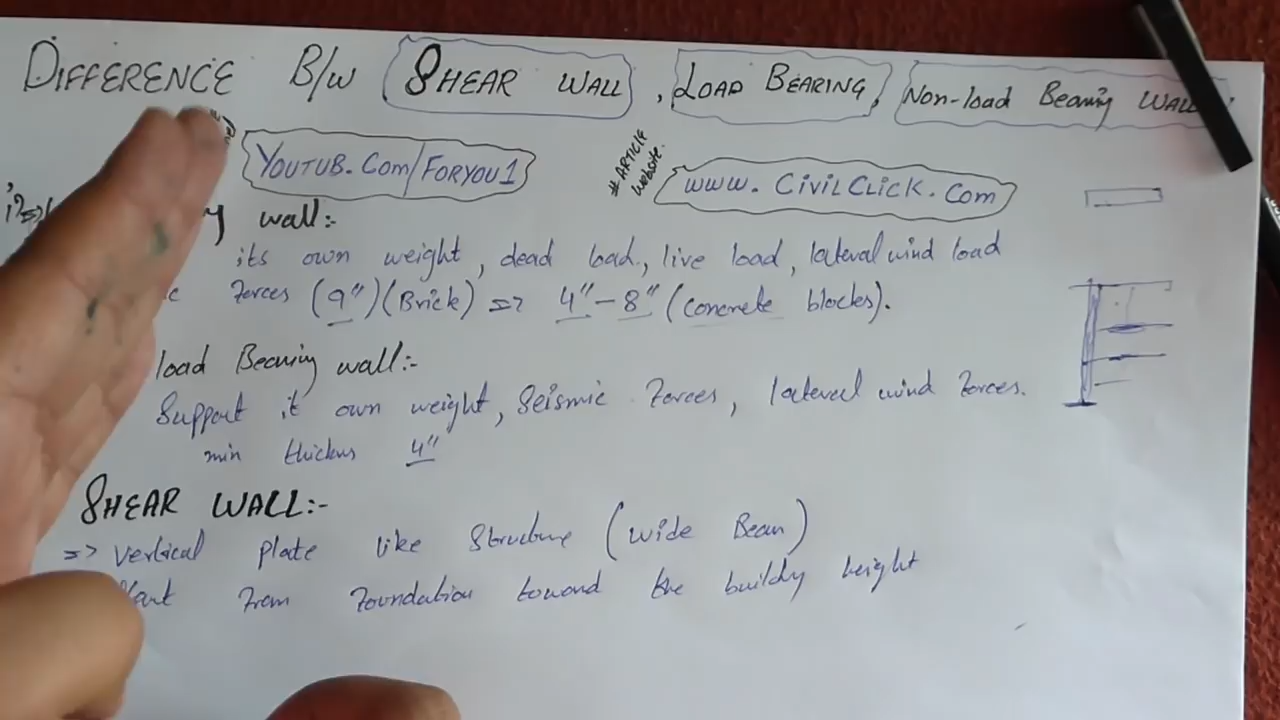 DIFFERENCE B/W SHEAR WALL, LOAD BEARING, Non-load Bearing WALL
YOUTUB.Com/FORYOU1
# ARTICLE
Website.
www.CIVILCLICK.Com
wall:-
its own weight, dead load, live load, lateral wind load
Forces (9") (Brick) => 4"-8" (concrete blocks).
load Bearing wall:-
Support it own weight, Seismic Forces, lateral wind Forces.
min thicknes 4"
SHEAR WALL:-
=> vertical plate like Structure (wide Beam)
From Foundation toward the buildy height